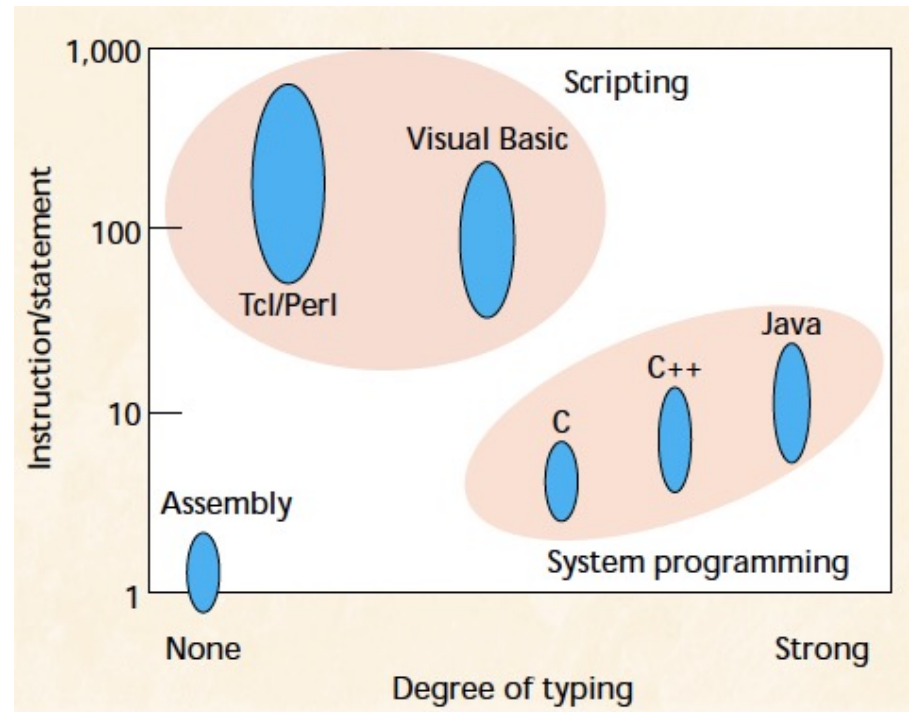 1,000
Scripting
Visual Basic
100
Tcl/Perl
Java
C++
C
10
Assembly
System programming
1
None
Strong
Degree of typing
Instruction/statement